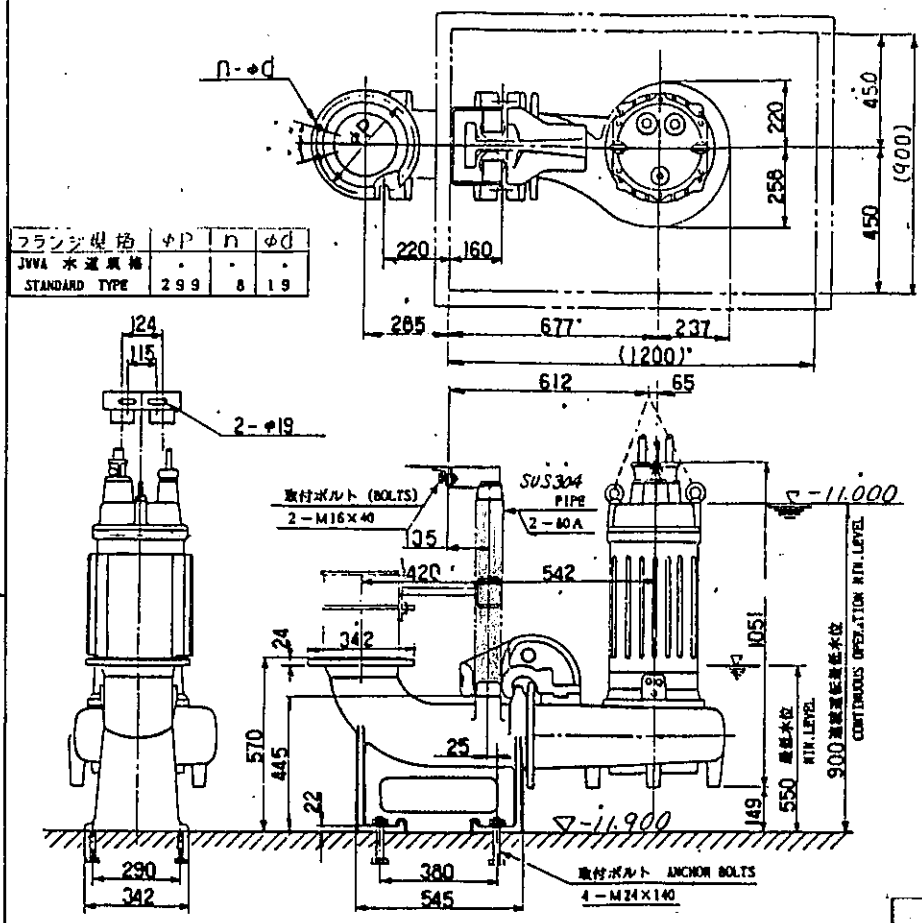 n-φd
φP
220
258
450
450
(900)
フランジ規格 φP n φd
JWWA 水道規格 - - -
STANDARD TYPE 299 8 19
220 160
285 677 237
(1200)
124
115
612 65
2-φ19
取付ボルト (BOLTS)
2-M16×40
SUS304
PIPE
2-80A
▽-11.000
135
420 542
24 342
1051
570
445
25
22
149
550 最低水位
MIN.LEVEL
900 連続運転最低水位
CONTINUOUS OPERATION MIN.LEVEL
▽-11.900
290
342
380
545
取付ボルト ANCHOR BOLTS
4-M24×140